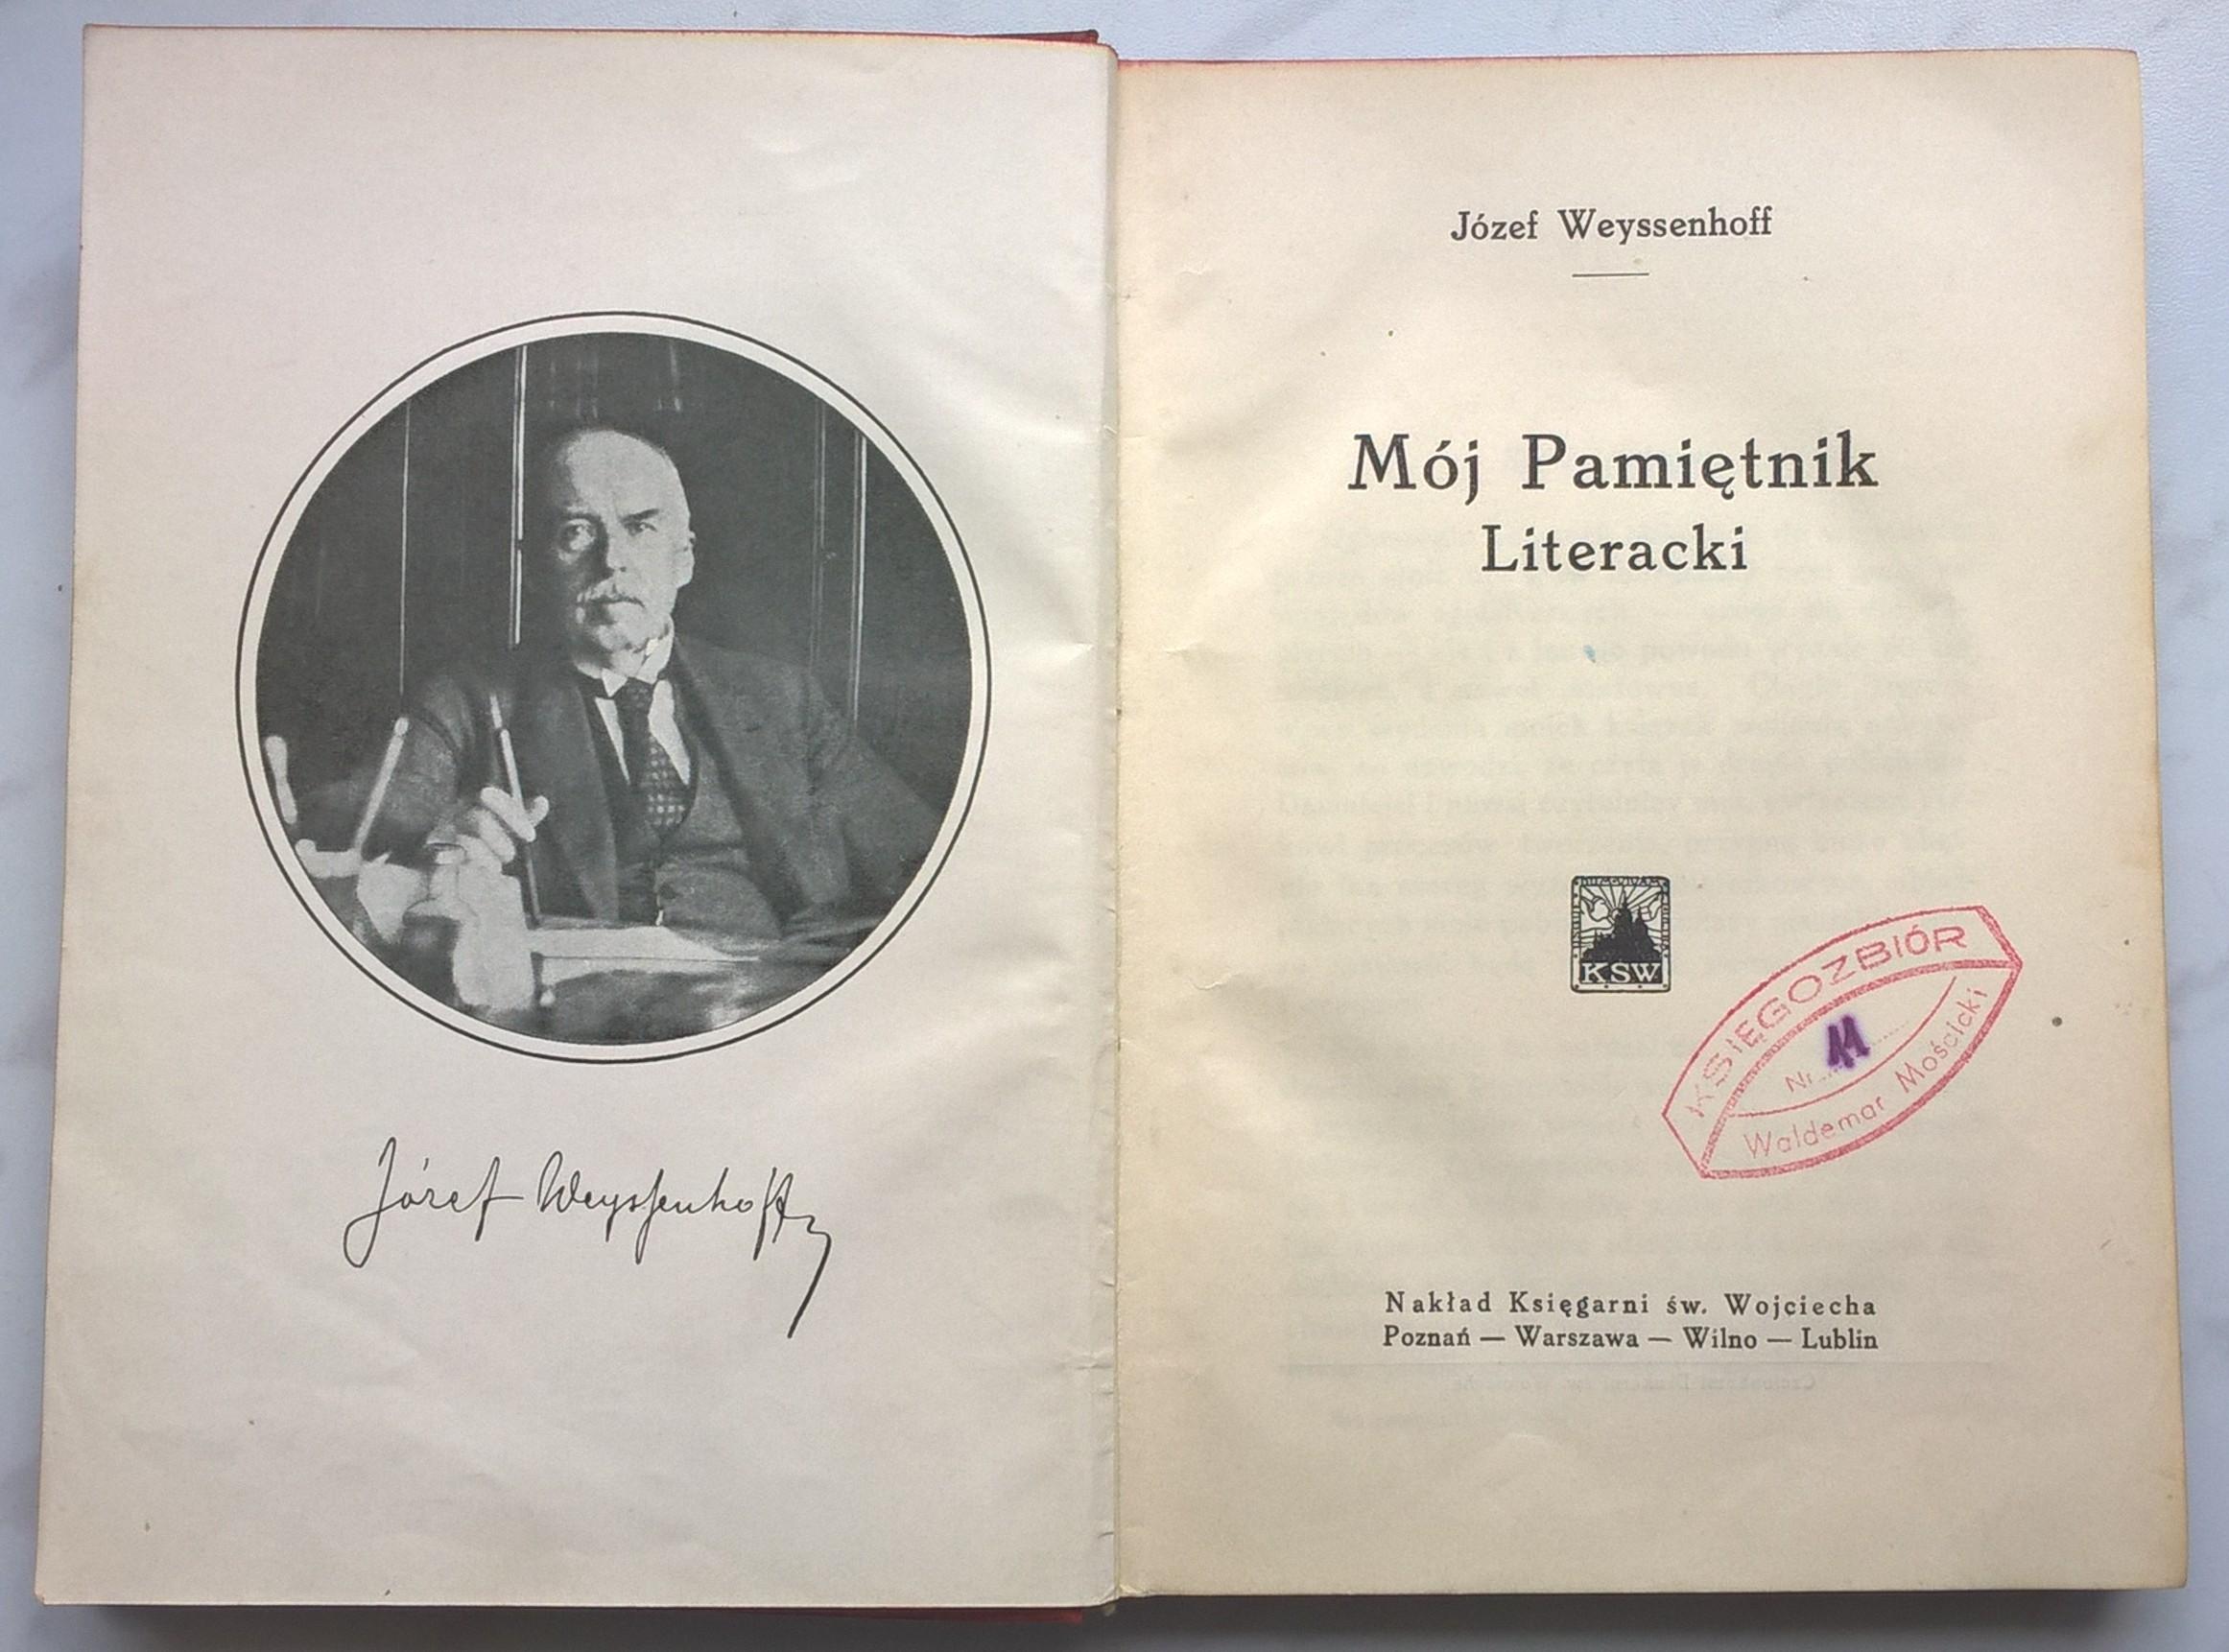 Józef Weyssenhoff
Józef Weyssenhoff
Mój Pamiętnik
Literacki
KSW
KSIĘGOZBIÓR
Nr. 11
Waldemar Mościcki
Nakład Księgarni św. Wojciecha
Poznań — Warszawa — Wilno — Lublin